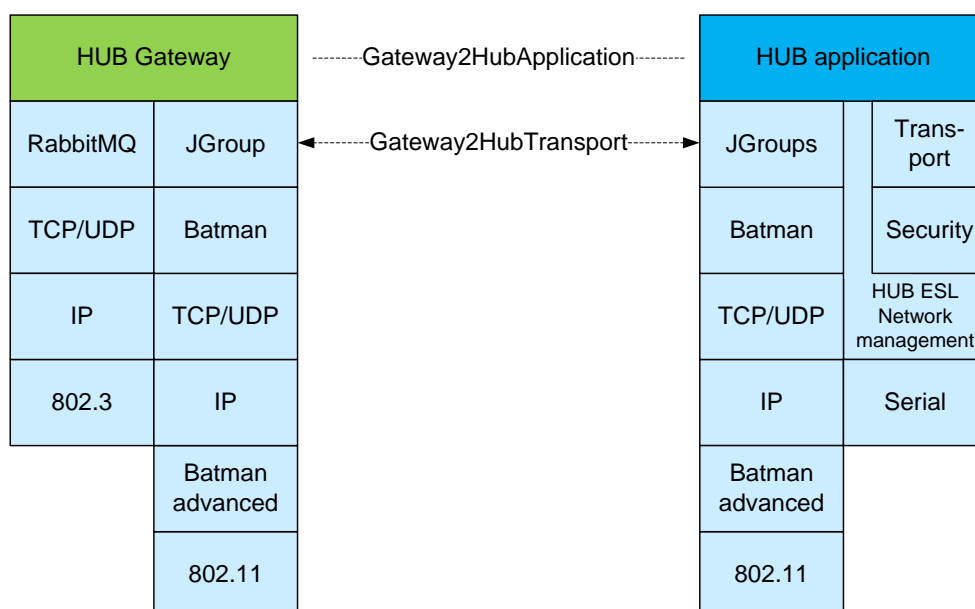 HUB Gateway
Gateway2HubApplication
HUB application
RabbitMQ
JGroup
Gateway2HubTransport
JGroups
Trans-
port
TCP/UDP
Batman
Batman
Security
IP
TCP/UDP
TCP/UDP
HUB ESL
Network
management
802.3
IP
IP
Serial
Batman
advanced
Batman
advanced
802.11
802.11